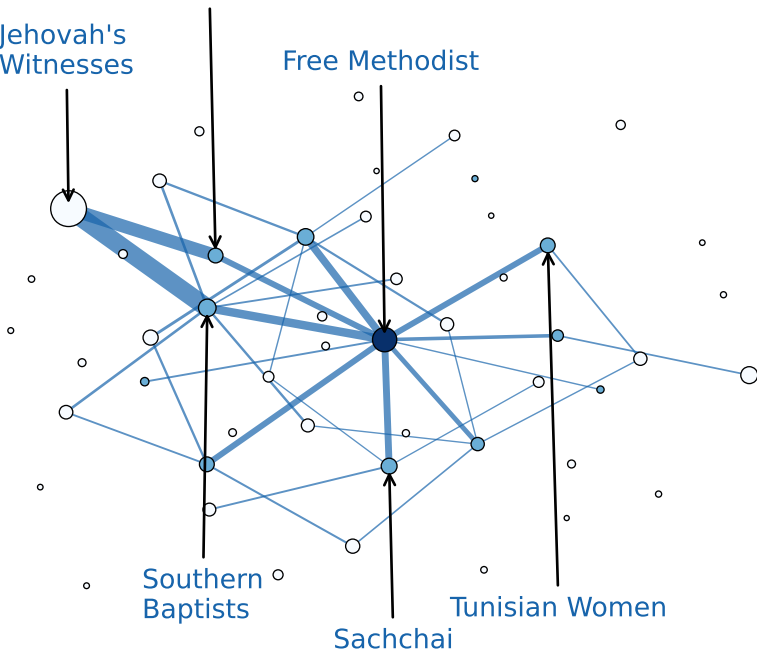 Jehovah's
Witnesses
Free Methodist
Southern
Baptists
Tunisian Women
Sachchai